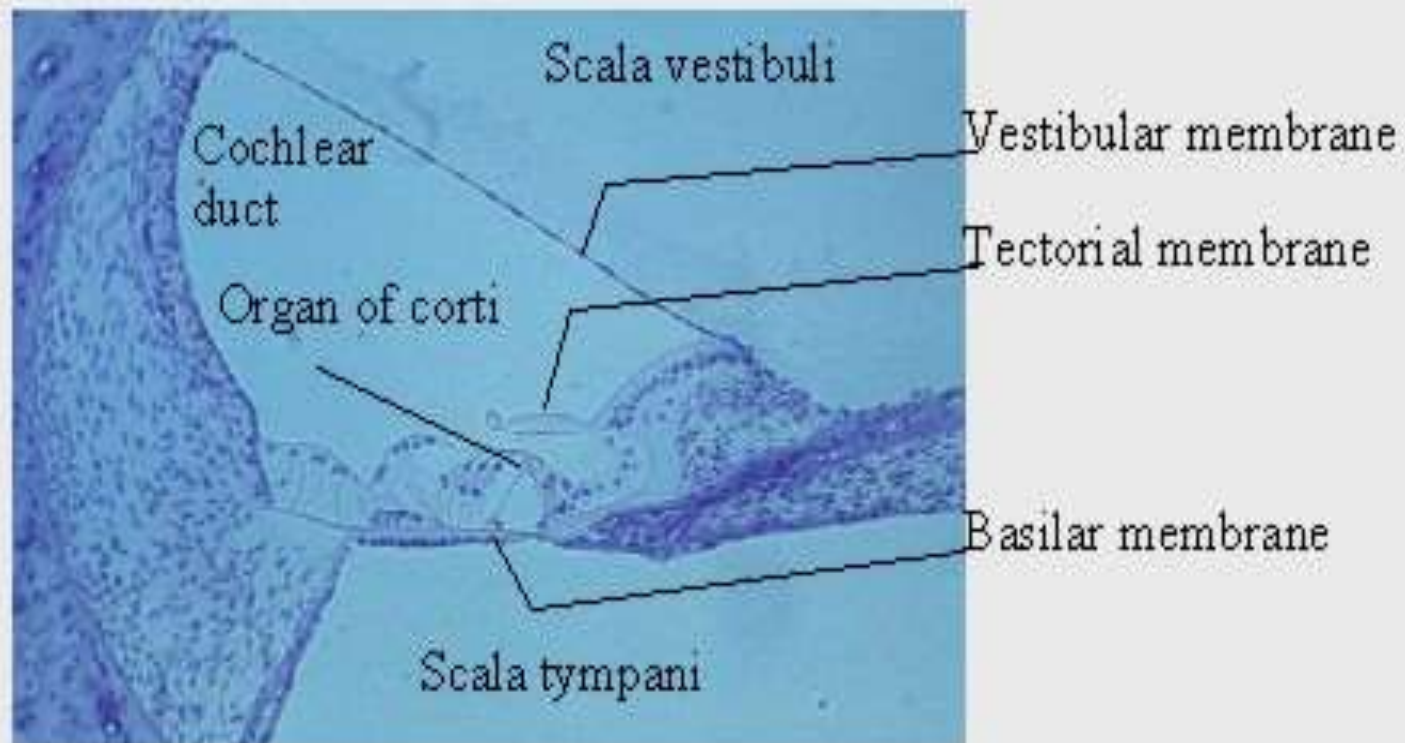 Scala vestibuli
Vestibular membrane
Cochlear
duct
Tectorial membrane
Organ of corti
Basilar membrane
Scala tympani